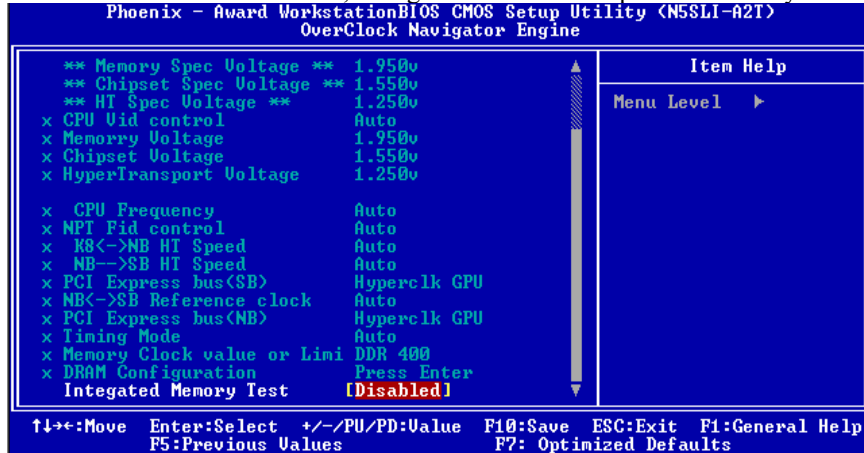 Phoenix - Award WorkstationBIOS CMOS Setup Utility (N5SLI-A2T)
OverClock Navigator Engine
** Memory Spec Voltage ** 1.950v
** Chipset Spec Voltage ** 1.550v
** HT Spec Voltage ** 1.250v
x CPU Vid control Auto
x Memorry Voltage 1.950v
x Chipset Voltage 1.550v
x HyperTransport Voltage 1.250v
x CPU Frequency Auto
x NPT Fid control Auto
x K8<->NB HT Speed Auto
x NB-->SB HT Speed Auto
x PCI Express bus(SB) Hyperclk GPU
x NB<->SB Reference clock Auto
x PCI Express bus(NB) Hyperclk GPU
x Timing Mode Auto
x Memory Clock value or Limi DDR 400
x DRAM Configuration Press Enter
Integated Memory Test [Disabled]
Item Help
Menu Level ►
↑↓→←:Move Enter:Select +/-/PU/PD:Value F10:Save ESC:Exit F1:General Help
F5:Previous Values F7: Optimized Defaults